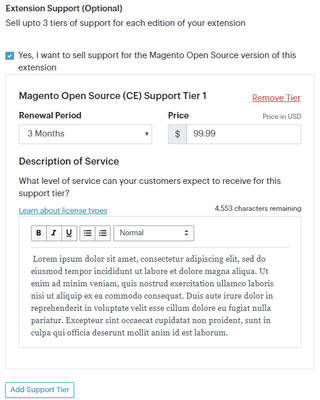 Extension Support (Optional)
Sell upto 3 tiers of support for each edition of your extension
Yes, I want to sell support for the Magento Open Source version of this
extension
Magento Open Source (CE) Support Tier 1
Remove Tier
Renewal Period
Price
Price in USD
3 Months
$ 99.99
Description of Service
What level of service can your customers expect to receive for this
support tier?
Learn about license types
4,553 characters remaining
B I U Normal
Lorem ipsum dolor sit amet, consectetur adipiscing elit, sed do
eiusmod tempor incididunt ut labore et dolore magna aliqua. Ut
enim ad minim veniam, quis nostrud exercitation ullamco laboris
nisi ut aliquip ex ea commodo consequat. Duis aute irure dolor in
reprehenderit in voluptate velit esse cillum dolore eu fugiat nulla
pariatur. Excepteur sint occaecat cupidatat non proident, sunt in
culpa qui officia deserunt mollit anim id est laborum.
Add Support Tier